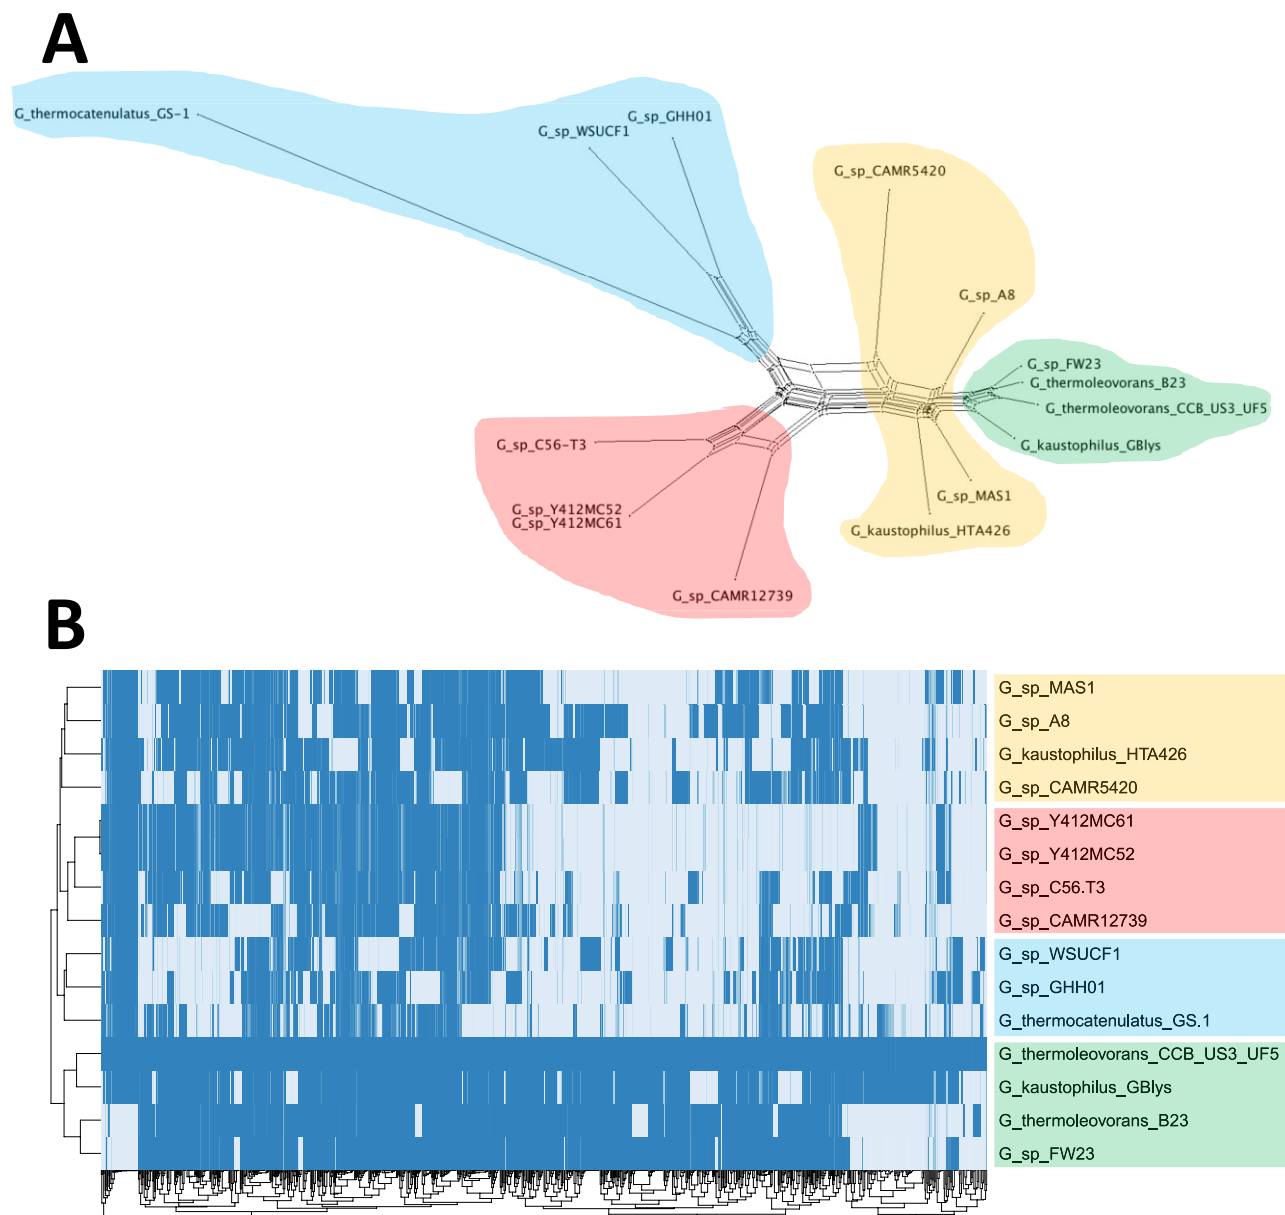 A
G_thermocatenulatus_GS-1
G_sp_GHH01
G_sp_WSUCF1
G_sp_CAMR5420
G_sp_A8
G_sp_FW23
G_thermoleovorans_B23
G_thermoleovorans_CCB_US3_UF5
G_sp_C56-T3
G_kaustophilus_GBlys
G_sp_MAS1
G_sp_Y412MC52
G_sp_Y412MC61
G_kaustophilus_HTA426
G_sp_CAMR12739
B
G_sp_MAS1
G_sp_A8
G_kaustophilus_HTA426
G_sp_CAMR5420
G_sp_Y412MC61
G_sp_Y412MC52
G_sp_C56.T3
G_sp_CAMR12739
G_sp_WSUCF1
G_sp_GHH01
G_thermocatenulatus_GS.1
G_thermoleovorans_CCB_US3_UF5
G_kaustophilus_GBlys
G_thermoleovorans_B23
G_sp_FW23